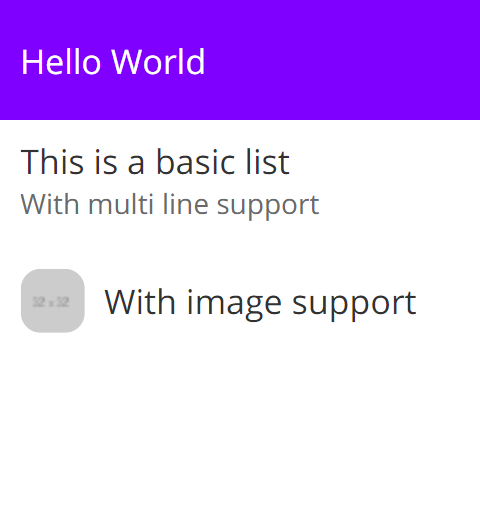 Hello World
This is a basic list
With multi line support
32 x 32
With image support